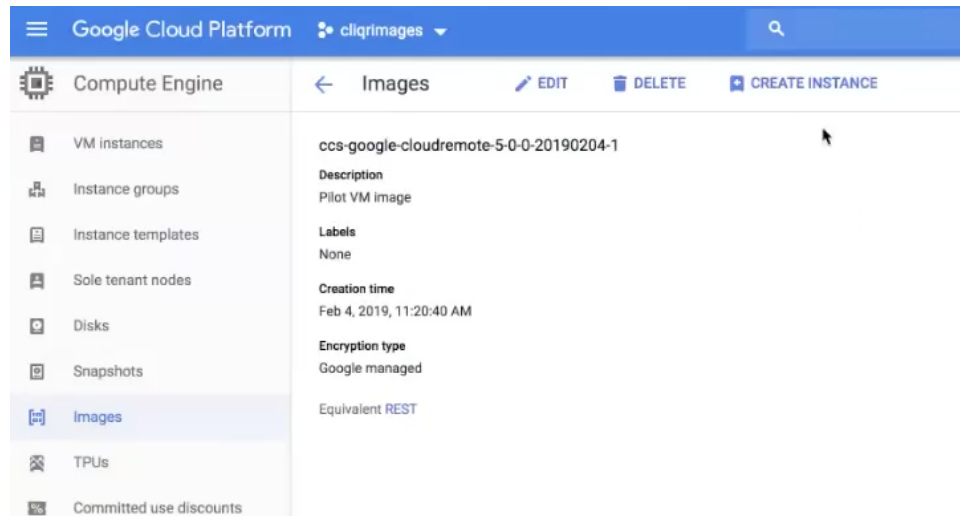 Google Cloud Platform cliqrimages
Compute Engine
Images EDIT DELETE CREATE INSTANCE
VM instances
Instance groups
Instance templates
Sole tenant nodes
Disks
Snapshots
Images
TPUs
Committed use discounts
ccs-google-cloudremote-5-0-0-20190204-1
Description
Pilot VM image
Labels
None
Creation time
Feb 4, 2019, 11:20:40 AM
Encryption type
Google managed
Equivalent REST